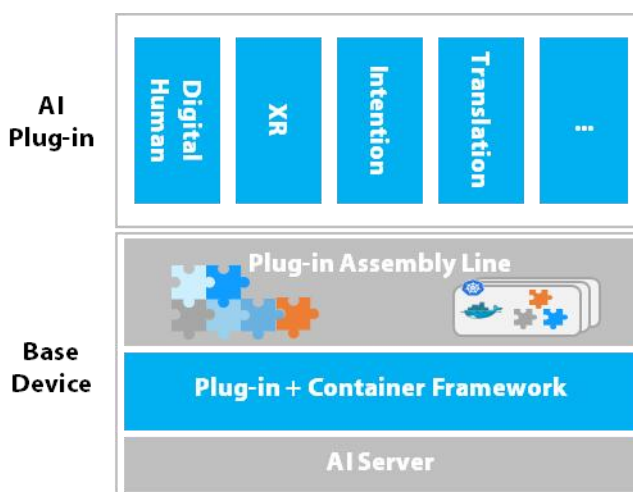 AI
Plug-in
Digital
Human
XR
Intention
Translation
...
Plug-in Assembly Line
Base
Device
Plug-in + Container Framework
AI Server